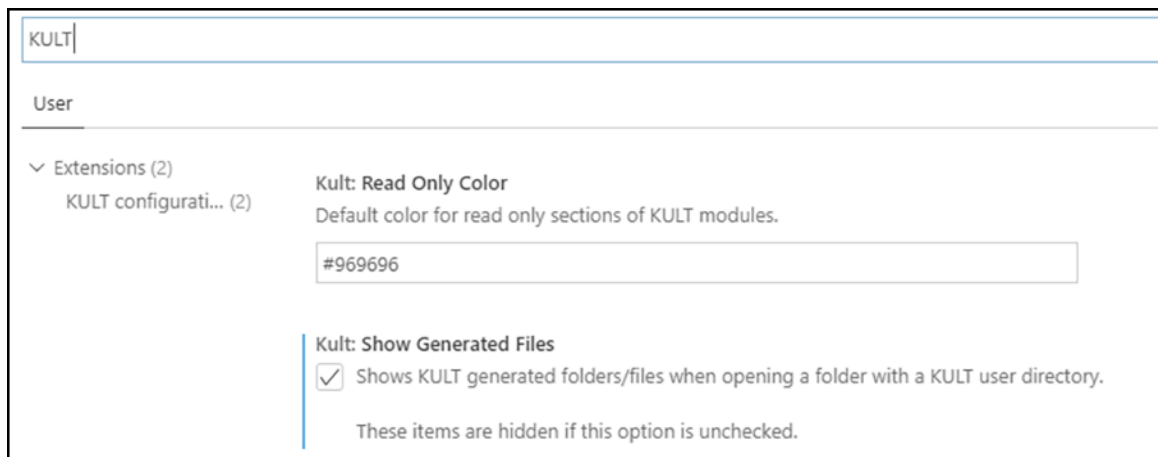 KULT
User
Extensions (2)
KULT configurati... (2)
Kult: Read Only Color
Default color for read only sections of KULT modules.
#969696
Kult: Show Generated Files
Shows KULT generated folders/files when opening a folder with a KULT user directory.
These items are hidden if this option is unchecked.